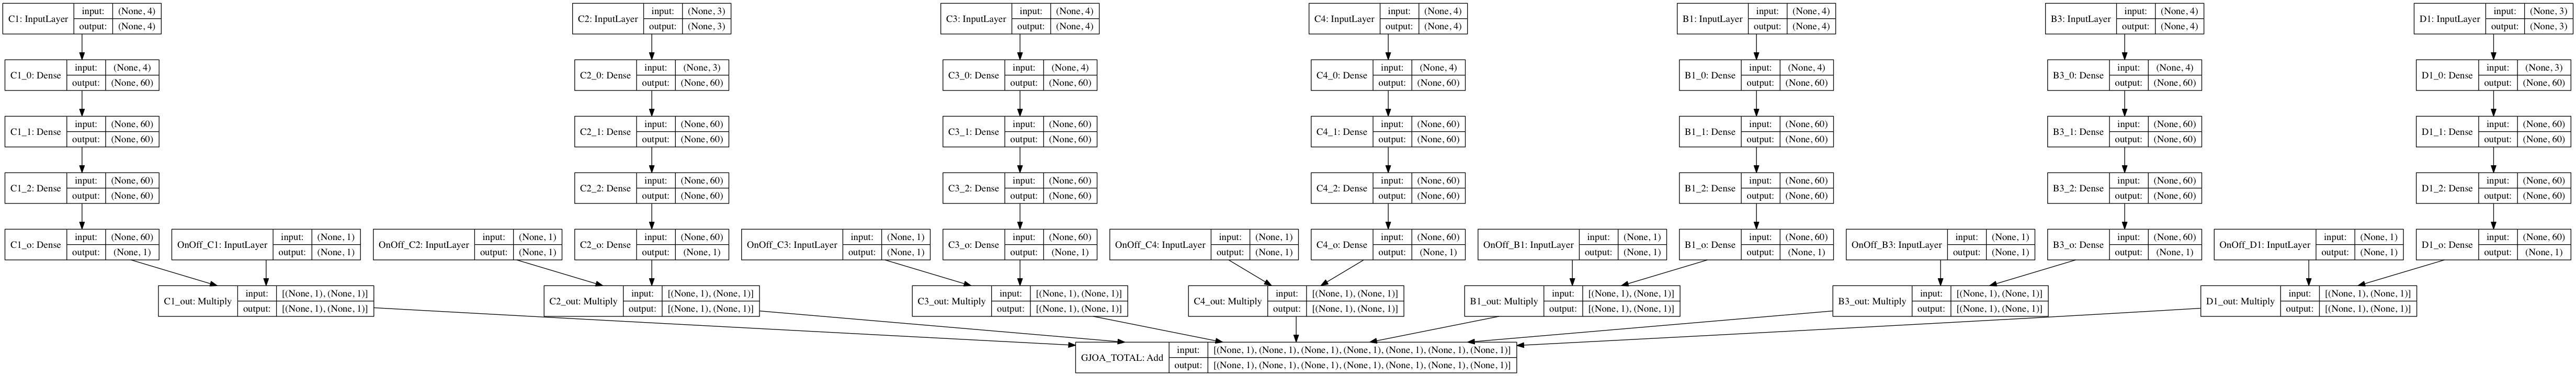 C1: InputLayer input: (None, 4) output: (None, 4)
C2: InputLayer input: (None, 3) output: (None, 3)
C3: InputLayer input: (None, 4) output: (None, 4)
C4: InputLayer input: (None, 4) output: (None, 4)
B1: InputLayer input: (None, 4) output: (None, 4)
B3: InputLayer input: (None, 4) output: (None, 4)
D1: InputLayer input: (None, 3) output: (None, 3)
C1_0: Dense input: (None, 4) output: (None, 60)
C2_0: Dense input: (None, 3) output: (None, 60)
C3_0: Dense input: (None, 4) output: (None, 60)
C4_0: Dense input: (None, 4) output: (None, 60)
B1_0: Dense input: (None, 4) output: (None, 60)
B3_0: Dense input: (None, 4) output: (None, 60)
D1_0: Dense input: (None, 3) output: (None, 60)
C1_1: Dense input: (None, 60) output: (None, 60)
C2_1: Dense input: (None, 60) output: (None, 60)
C3_1: Dense input: (None, 60) output: (None, 60)
C4_1: Dense input: (None, 60) output: (None, 60)
B1_1: Dense input: (None, 60) output: (None, 60)
B3_1: Dense input: (None, 60) output: (None, 60)
D1_1: Dense input: (None, 60) output: (None, 60)
C1_2: Dense input: (None, 60) output: (None, 60)
C2_2: Dense input: (None, 60) output: (None, 60)
C3_2: Dense input: (None, 60) output: (None, 60)
C4_2: Dense input: (None, 60) output: (None, 60)
B1_2: Dense input: (None, 60) output: (None, 60)
B3_2: Dense input: (None, 60) output: (None, 60)
D1_2: Dense input: (None, 60) output: (None, 60)
C1_o: Dense input: (None, 60) output: (None, 1)
OnOff_C1: InputLayer input: (None, 1) output: (None, 1)
OnOff_C2: InputLayer input: (None, 1) output: (None, 1)
C2_o: Dense input: (None, 60) output: (None, 1)
OnOff_C3: InputLayer input: (None, 1) output: (None, 1)
C3_o: Dense input: (None, 60) output: (None, 1)
OnOff_C4: InputLayer input: (None, 1) output: (None, 1)
C4_o: Dense input: (None, 60) output: (None, 1)
OnOff_B1: InputLayer input: (None, 1) output: (None, 1)
B1_o: Dense input: (None, 60) output: (None, 1)
OnOff_B3: InputLayer input: (None, 1) output: (None, 1)
B3_o: Dense input: (None, 60) output: (None, 1)
OnOff_D1: InputLayer input: (None, 1) output: (None, 1)
D1_o: Dense input: (None, 60) output: (None, 1)
C1_out: Multiply input: [(None, 1), (None, 1)] output: [(None, 1), (None, 1)]
C2_out: Multiply input: [(None, 1), (None, 1)] output: [(None, 1), (None, 1)]
C3_out: Multiply input: [(None, 1), (None, 1)] output: [(None, 1), (None, 1)]
C4_out: Multiply input: [(None, 1), (None, 1)] output: [(None, 1), (None, 1)]
B1_out: Multiply input: [(None, 1), (None, 1)] output: [(None, 1), (None, 1)]
B3_out: Multiply input: [(None, 1), (None, 1)] output: [(None, 1), (None, 1)]
D1_out: Multiply input: [(None, 1), (None, 1)] output: [(None, 1), (None, 1)]
GJOA_TOTAL: Add input: [(None, 1), (None, 1), (None, 1), (None, 1), (None, 1), (None, 1), (None, 1)] output: [(None, 1), (None, 1), (None, 1), (None, 1), (None, 1), (None, 1), (None, 1)]